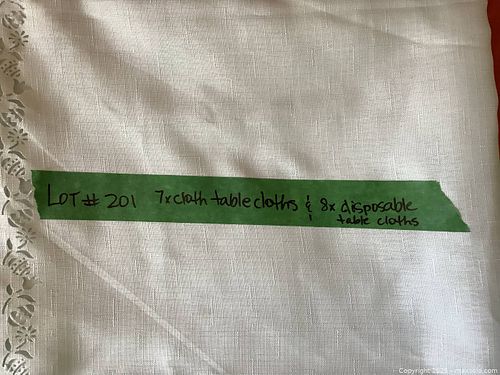 LOT # 201 7x cloth table cloths & 8x disposable
table cloths